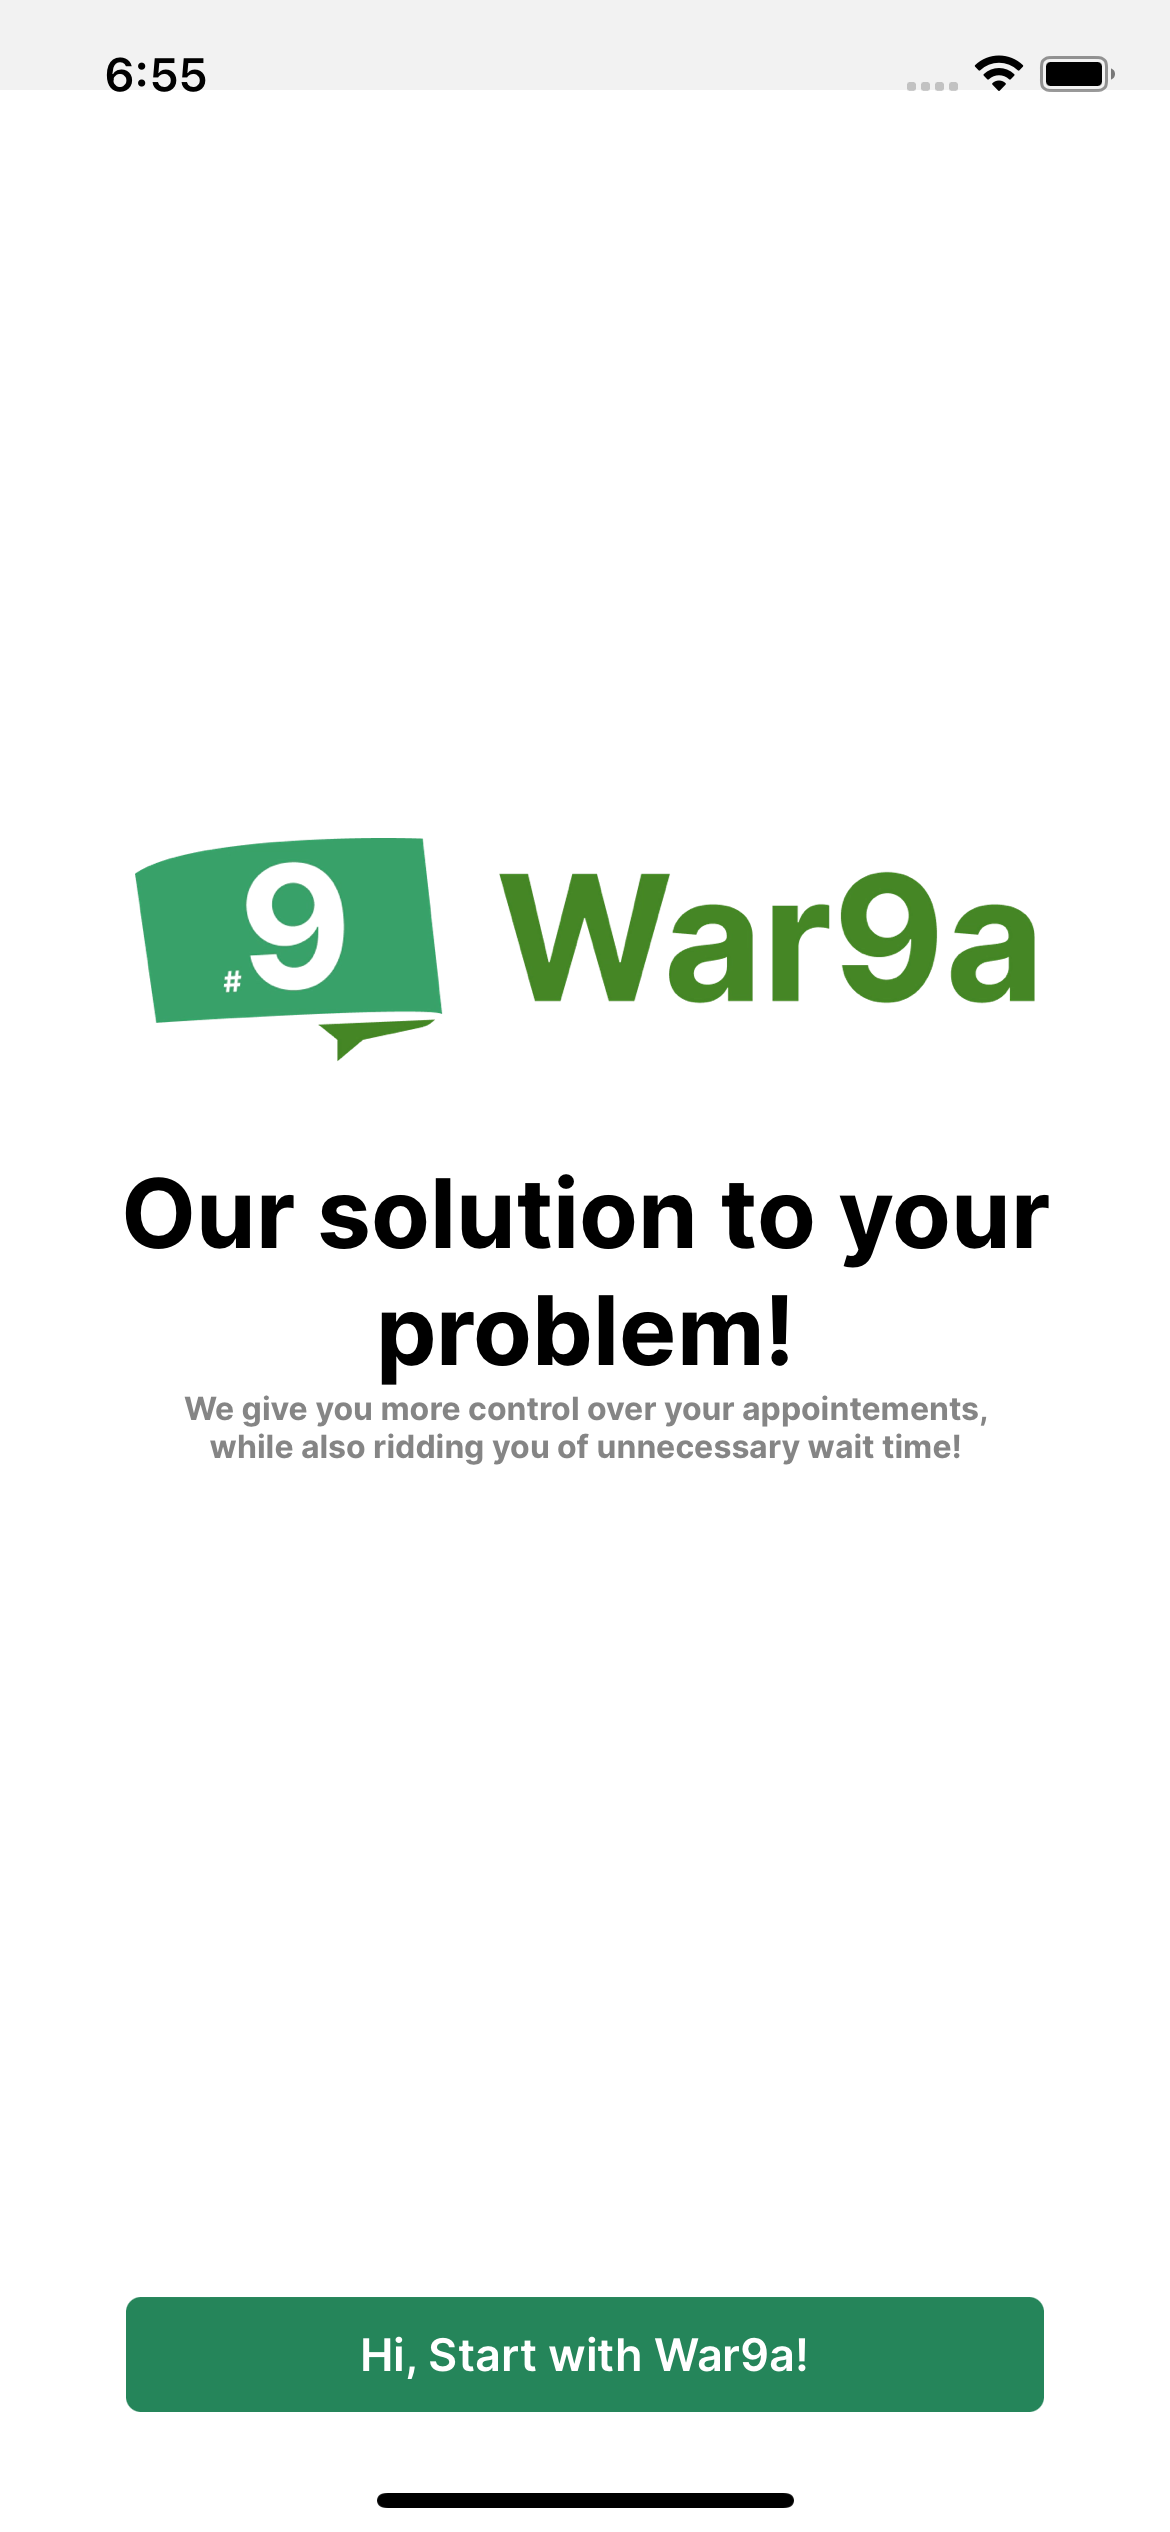 6:55
#9
War9a
Our solution to your
problem!
We give you more control over your appointements,
while also ridding you of unnecessary wait time!
Hi, Start with War9a!